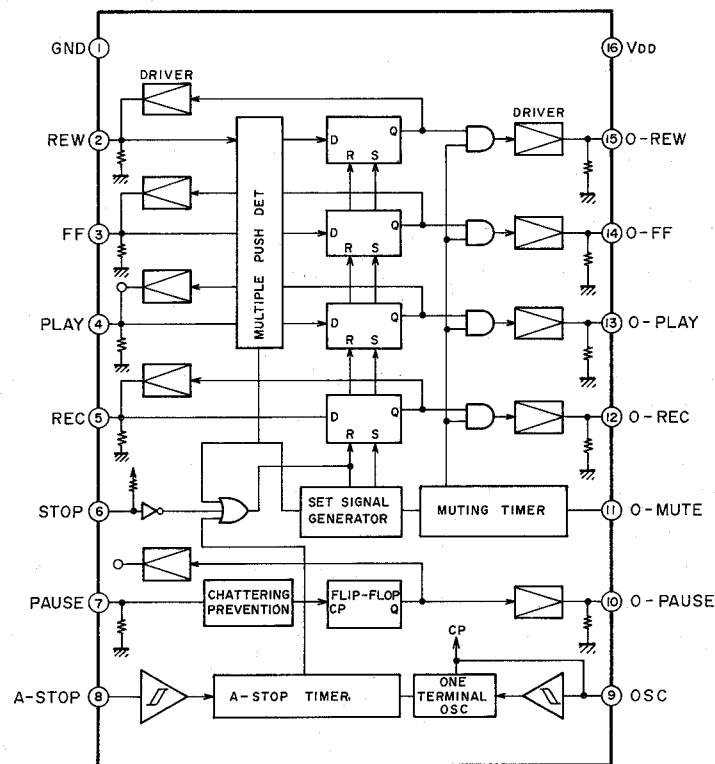 GND 1
16 VDD
DRIVER
REW 2
D Q
R S
DRIVER
15 O-REW
MULTIPLE PUSH DET
FF 3
D Q
R S
14 O-FF
PLAY 4
D Q
R S
13 O-PLAY
REC 5
D Q
R S
12 O-REC
STOP 6
SET SIGNAL
GENERATOR
MUTING TIMER
11 O-MUTE
PAUSE 7
CHATTERING
PREVENTION
FLIP-FLOP
CP Q
10 O-PAUSE
CP
A-STOP 8
A-STOP TIMER
ONE
TERMINAL
OSC
9 OSC